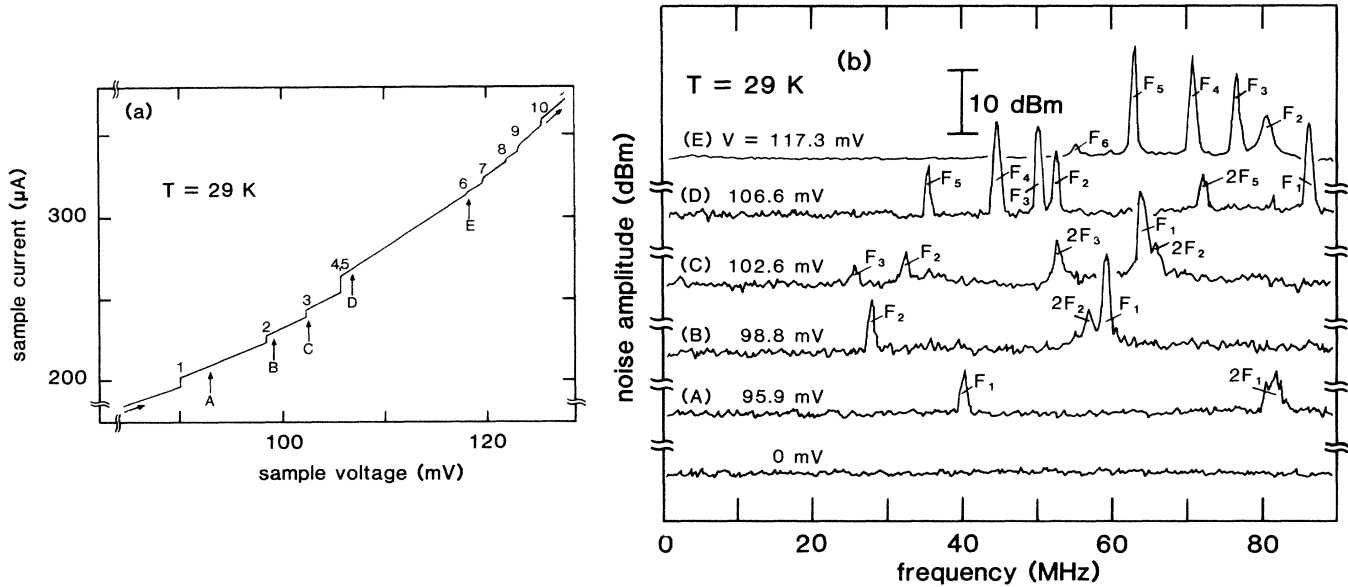 (a)
T = 29 K
sample current (μA)
300
200
1
2
3
4,5
6
7
8
9
10
A
B
C
D
E
100
120
sample voltage (mV)
(b)
T = 29 K
10 dBm
noise amplitude (dBm)
(E) V = 117.3 mV
F6
F5
F4
F3
F2
(D) 106.6 mV
F5
F4
F3
F2
2F5
F1
(C) 102.6 mV
F3
F2
2F3
F1
2F2
(B) 98.8 mV
F2
2F2
F1
(A) 95.9 mV
F1
2F1
0 mV
0 20 40 60 80
frequency (MHz)